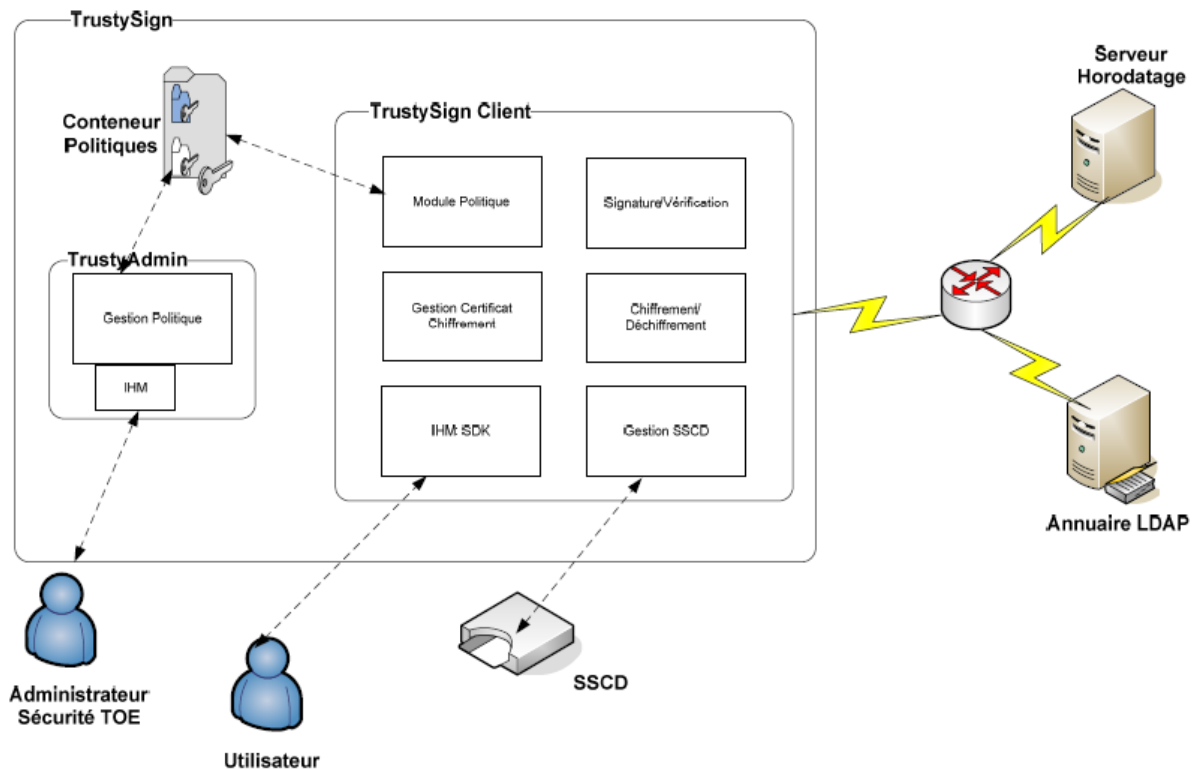 TrustySign
Conteneur
Politiques
TrustySign Client
Module Politique
Signature/Vérification
TrustyAdmin
Gestion Politique
IHM
Gestion Certificat
Chiffrement
Chiffrement/
Déchiffrement
IHM SDK
Gestion SSCD
Serveur
Horodatage
Annuaire LDAP
Administrateur
Sécurité TOE
Utilisateur
SSCD